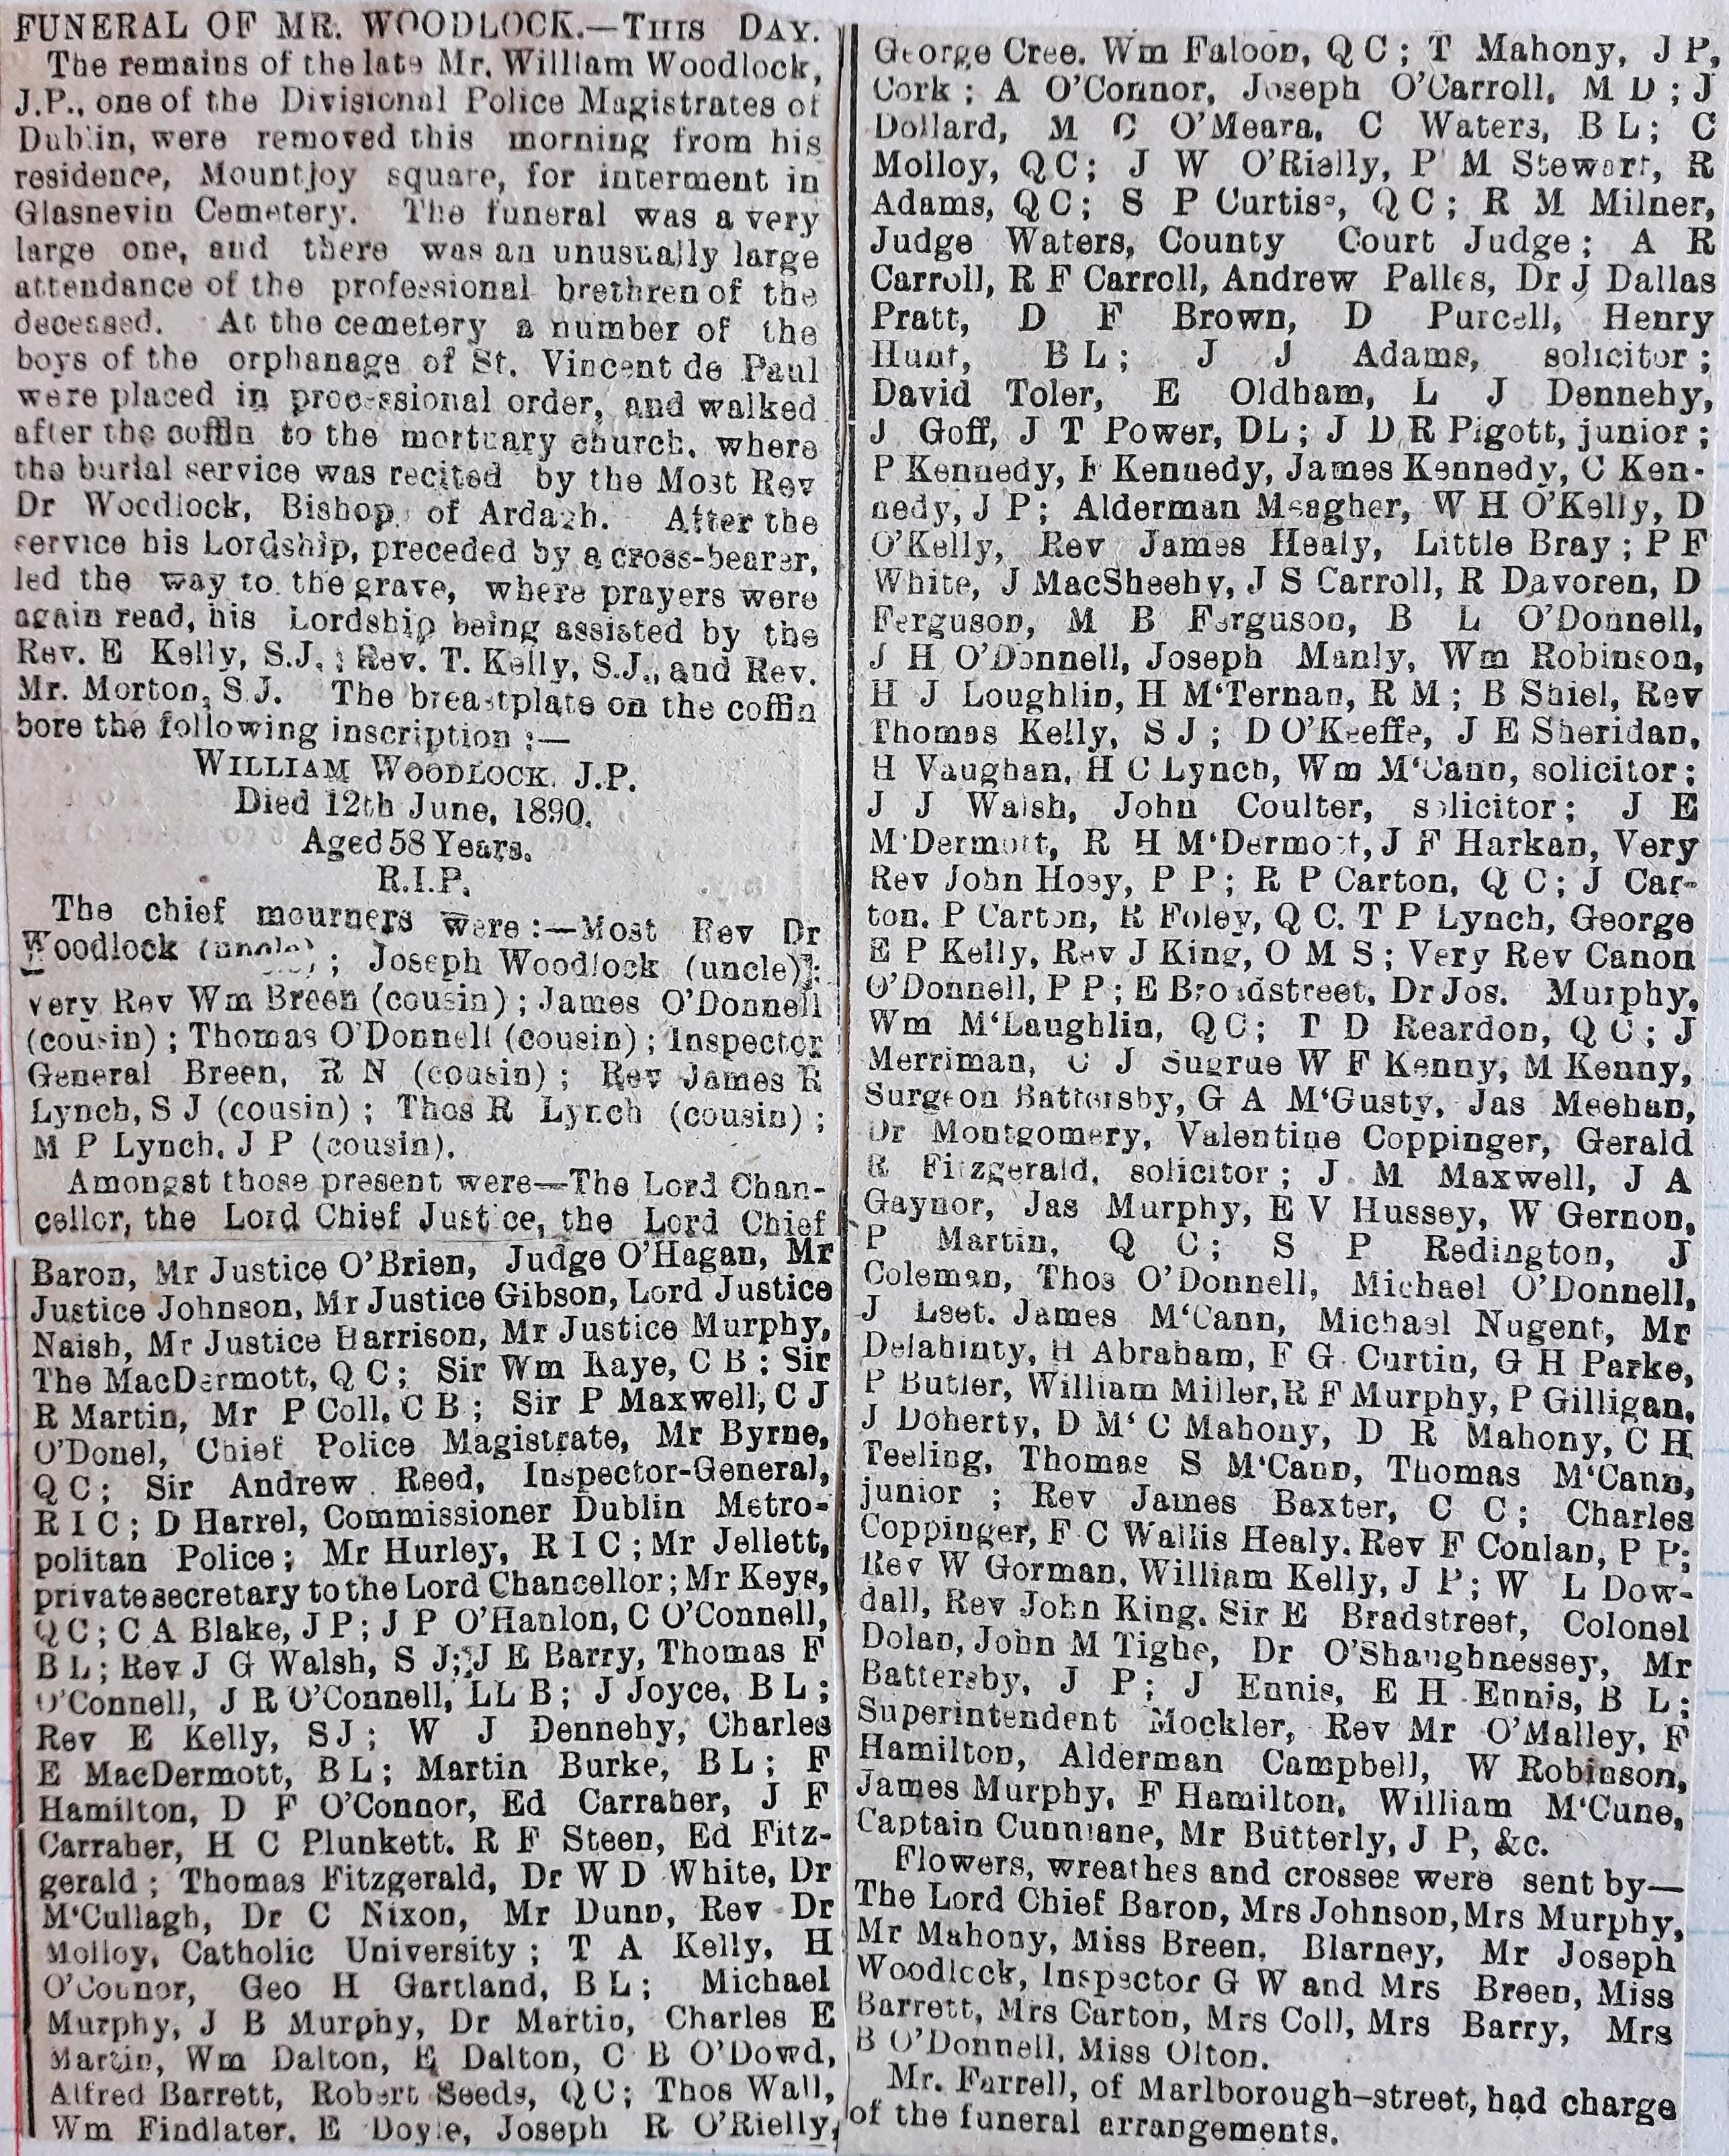 FUNERAL OF MR. WOODLOCK.—THIS DAY.
The remains of the late Mr. William Woodlock,
J.P., one of the Divisional Police Magistrates of
Dublin, were removed this morning from his
residence, Mountjoy square, for interment in
Glasnevin Cemetery. The funeral was a very
large one, and there was an unusually large
attendance of the professional brethren of the
deceased. At the cemetery a number of the
boys of the orphanage of St. Vincent de Paul
were placed in processional order, and walked
after the coffin to the mortuary church, where
the burial service was recited by the Most Rev
Dr Woodlock, Bishop of Ardagh. After the
service his Lordship, preceded by a cross-bearer,
led the way to the grave, where prayers were
again read, his Lordship being assisted by the
Rev. E Kelly, S.J.; Rev. T. Kelly, S.J., and Rev.
Mr. Morton, S.J. The breastplate on the coffin
bore the following inscription :—
WILLIAM WOODLOCK, J.P.
Died 12th June, 1890,
Aged 58 Years.
R.I.P.
The chief mourners were :—Most Rev Dr
Woodlock (uncle); Joseph Woodlock (uncle);
very Rev Wm Breen (cousin); James O'Donnell
(cousin); Thomas O'Donnell (cousin); Inspector
General Breen, R N (cousin); Rev James R
Lynch, S J (cousin); Thos R Lynch (cousin);
M P Lynch, J P (cousin).
Amongst those present were—The Lord Chan-
cellor, the Lord Chief Justice, the Lord Chief
Baron, Mr Justice O'Brien, Judge O'Hagan, Mr
Justice Johnson, Mr Justice Gibson, Lord Justice
Naish, Mr Justice Harrison, Mr Justice Murphy,
The MacDermott, Q C; Sir Wm Kaye, C B; Sir
R Martin, Mr P Coll, C B; Sir P Maxwell, C J
O'Donel, Chief Police Magistrate, Mr Byrne,
Q C; Sir Andrew Reed, Inspector-General,
R I C; D Harrel, Commissioner Dublin Metro-
politan Police; Mr Hurley, R I C; Mr Jellett,
private secretary to the Lord Chancellor; Mr Keys,
Q C; C A Blake, J P; J P O'Hanlon, C O'Connell,
B L; Rev J G Walsh, S J; J E Barry, Thomas F
O'Connell, J R O'Connell, LL B; J Joyce, B L;
Rev E Kelly, SJ; W J Dennehy, Charles
E MacDermott, B L; Martin Burke, B L; F
Hamilton, D F O'Connor, Ed Carraher, J F
Carraher, H C Plunkett, R F Steen, Ed Fitz-
gerald; Thomas Fitzgerald, Dr W D White, Dr
M'Cullagh, Dr C Nixon, Mr Dunn, Rev Dr
Molloy, Catholic University; T A Kelly, H
O'Connor, Geo H Gartland, B L; Michael
Murphy, J B Murphy, Dr Martin, Charles E
Martin, Wm Dalton, E Dalton, C B O'Dowd,
Alfred Barrett, Robert Seeds, QC; Thos Wall,
Wm Findlater, E Doyle, Joseph R O'Rielly,
George Cree, Wm Faloon, Q C; T Mahony, J P,
Cork; A O'Connor, Joseph O'Carroll, M D; J
Dollard, M C O'Meara, C Waters, B L; C
Molloy, QC; J W O'Rielly, P M Stewart, R
Adams, QC; S P Curtiss, QC; R M Milner,
Judge Waters, County Court Judge; A R
Carroll, R F Carroll, Andrew Palles, Dr J Dallas
Pratt, D F Brown, D Purcell, Henry
Hunt, B L; J J Adams, solicitor;
David Toler, E Oldham, L J Dennehy,
J Goff, J T Power, DL; J D R Pigott, junior;
P Kennedy, F Kennedy, James Kennedy, C Ken-
nedy, J P; Alderman Meagher, W H O'Kelly, D
O'Kelly, Rev James Healy, Little Bray; P F
White, J MacSheehy, J S Carroll, R Davoren, D
Ferguson, M B Ferguson, B L O'Donnell,
J H O'Donnell, Joseph Manly, Wm Robinson,
H J Loughlin, H M'Ternan, R M; B Shiel, Rev
Thomas Kelly, S J; D O'Keeffe, J E Sheridan,
H Vaughan, H C Lynch, Wm M'Cann, solicitor;
J J Walsh, John Coulter, solicitor; J E
M'Dermott, R H M'Dermott, J F Harkan, Very
Rev John Hosy, P P; R P Carton, Q C; J Car-
ton, P Carton, R Foley, Q C, T P Lynch, George
E P Kelly, Rev J King, O M S; Very Rev Canon
O'Donnell, P P; E Broadstreet, Dr Jos. Murphy,
Wm M'Laughlin, QC; T D Reardon, Q C; J
Merriman, C J Sugrue W F Kenny, M Kenny,
Surgeon Battersby, G A M'Gusty, Jas Meehan,
Dr Montgomery, Valentine Coppinger, Gerald
R Fitzgerald, solicitor; J M Maxwell, J A
Gaynor, Jas Murphy, E V Hussey, W Gernon,
P Martin, Q C; S P Redington, J
Coleman, Thos O'Donnell, Michael O'Donnell,
J Lset, James M'Cann, Michael Nugent, Mr
Delahinty, H Abraham, F G Curtin, G H Parke,
P Butler, William Miller, R F Murphy, P Gilligan,
J Doherty, D M' C Mahony, D R Mahony, C H
Teeling, Thomas S M'Cann, Thomas M'Cann,
junior ; Rev James Baxter, C C; Charles
Coppinger, F C Wallis Healy, Rev F Conlan, P P;
Rev W Gorman, William Kelly, J P; W L Dow-
dall, Rev John King, Sir E Bradstreet, Colonel
Dolan, John M Tighe, Dr O'Shaughnessey, Mr
Battersby, J P; J Ennis, E H Ennis, B L;
Superintendent Mockler, Rev Mr O'Malley, F
Hamilton, Alderman Campbell, W Robinson,
James Murphy, F Hamilton, William M'Cune,
Captain Cunniane, Mr Butterly, J P, &c.
Flowers, wreathes and crosses were sent by—
The Lord Chief Baron, Mrs Johnson, Mrs Murphy,
Mr Mahony, Miss Breen, Blarney, Mr Joseph
Woodlock, Inspector G W and Mrs Breen, Miss
Barrett, Mrs Carton, Mrs Coll, Mrs Barry, Mrs
B O'Donnell, Miss Olton.
Mr. Farrell, of Marlborough-street, had charge
of the funeral arrangements.